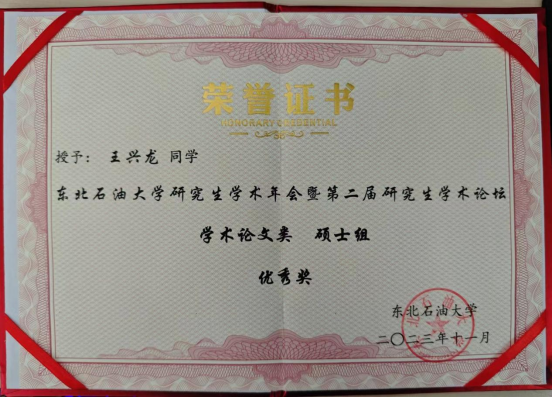 荣誉证书
HONORARY CREDENTIAL
授予： 王兴龙 同学
东北石油大学研究生学术年会暨第二届研究生学术论坛
学术论文类 硕士组
优秀奖
东北石油大学
二〇二三年十一月